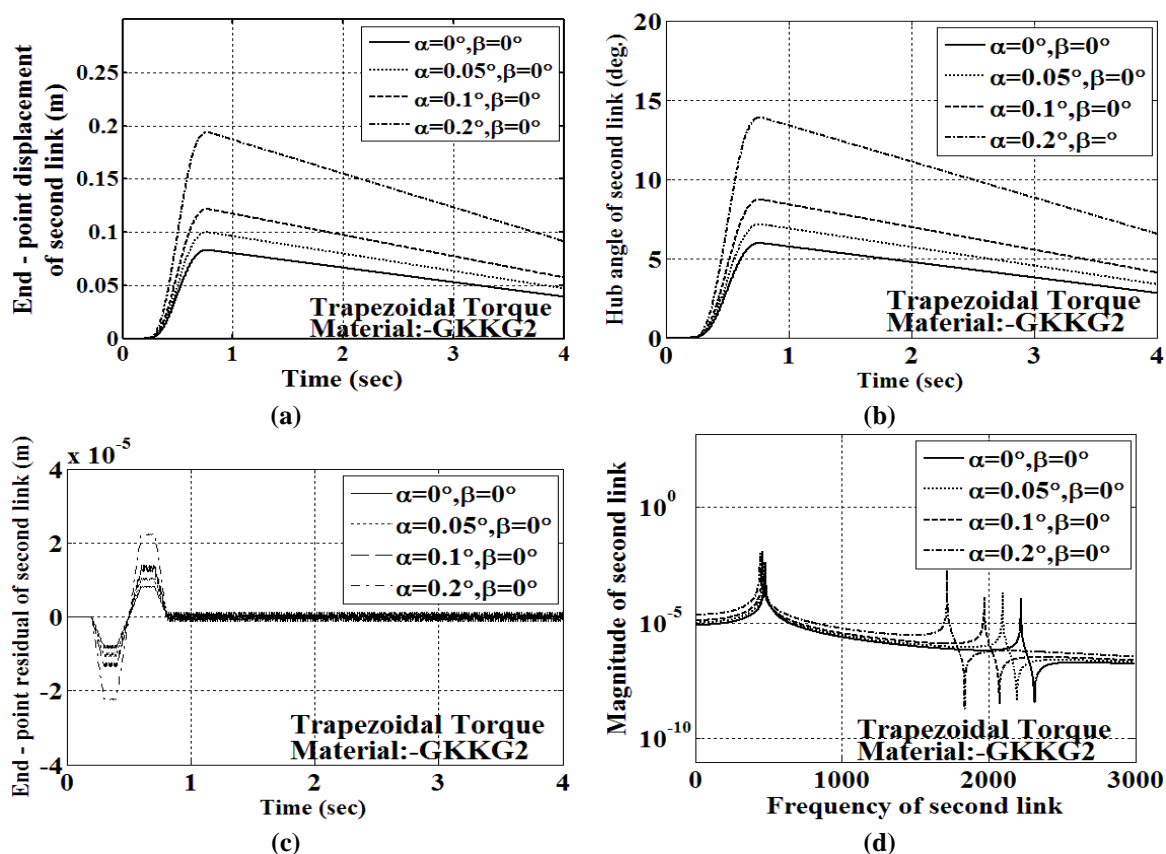 End - point displacement
of second link (m)
0.25
0.2
0.15
0.1
0.05
0
α=0°,β=0°
α=0.05°,β=0°
α=0.1°,β=0°
α=0.2°,β=0°
Trapezoidal Torque
Material:-GKKG2
0 1 2 3 4
Time (sec)
(a)
Hub angle of second link (deg.)
20
15
10
5
0
α=0°,β=0°
α=0.05°,β=0°
α=0.1°,β=0°
α=0.2°,β=°
Trapezoidal Torque
Material:-GKKG2
0 1 2 3 4
Time (sec)
(b)
End - point residual of second link (m)
x 10^-5
4
2
0
-2
-4
α=0°,β=0°
α=0.05°,β=0°
α=0.1°,β=0°
α=0.2°,β=0°
Trapezoidal Torque
Material:-GKKG2
0 1 2 3 4
Time (sec)
(c)
Magnitude of second link
10^0
10^-5
10^-10
α=0°,β=0°
α=0.05°,β=0°
α=0.1°,β=0°
α=0.2°,β=0°
Trapezoidal Torque
Material:-GKKG2
0 1000 2000 3000
Frequency of second link
(d)